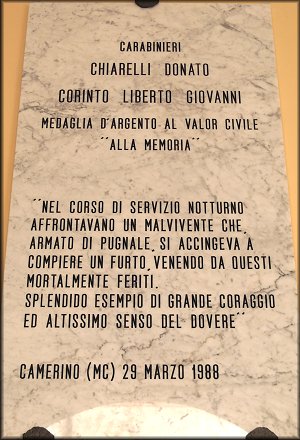 CARABINIERI
CHIARELLI DONATO
CORINTO LIBERTO GIOVANNI
MEDAGLIA D'ARGENTO AL VALOR CIVILE
"ALLA MEMORIA"
"NEL CORSO DI SERVIZIO NOTTURNO
AFFRONTAVANO UN MALVIVENTE CHE,
ARMATO DI PUGNALE, SI ACCINGEVA A
COMPIERE UN FURTO, VENENDO DA QUESTI
MORTALMENTE FERITI.
SPLENDIDO ESEMPIO DI GRANDE CORAGGIO
ED ALTISSIMO SENSO DEL DOVERE"
CAMERINO (MC) 29 MARZO 1988